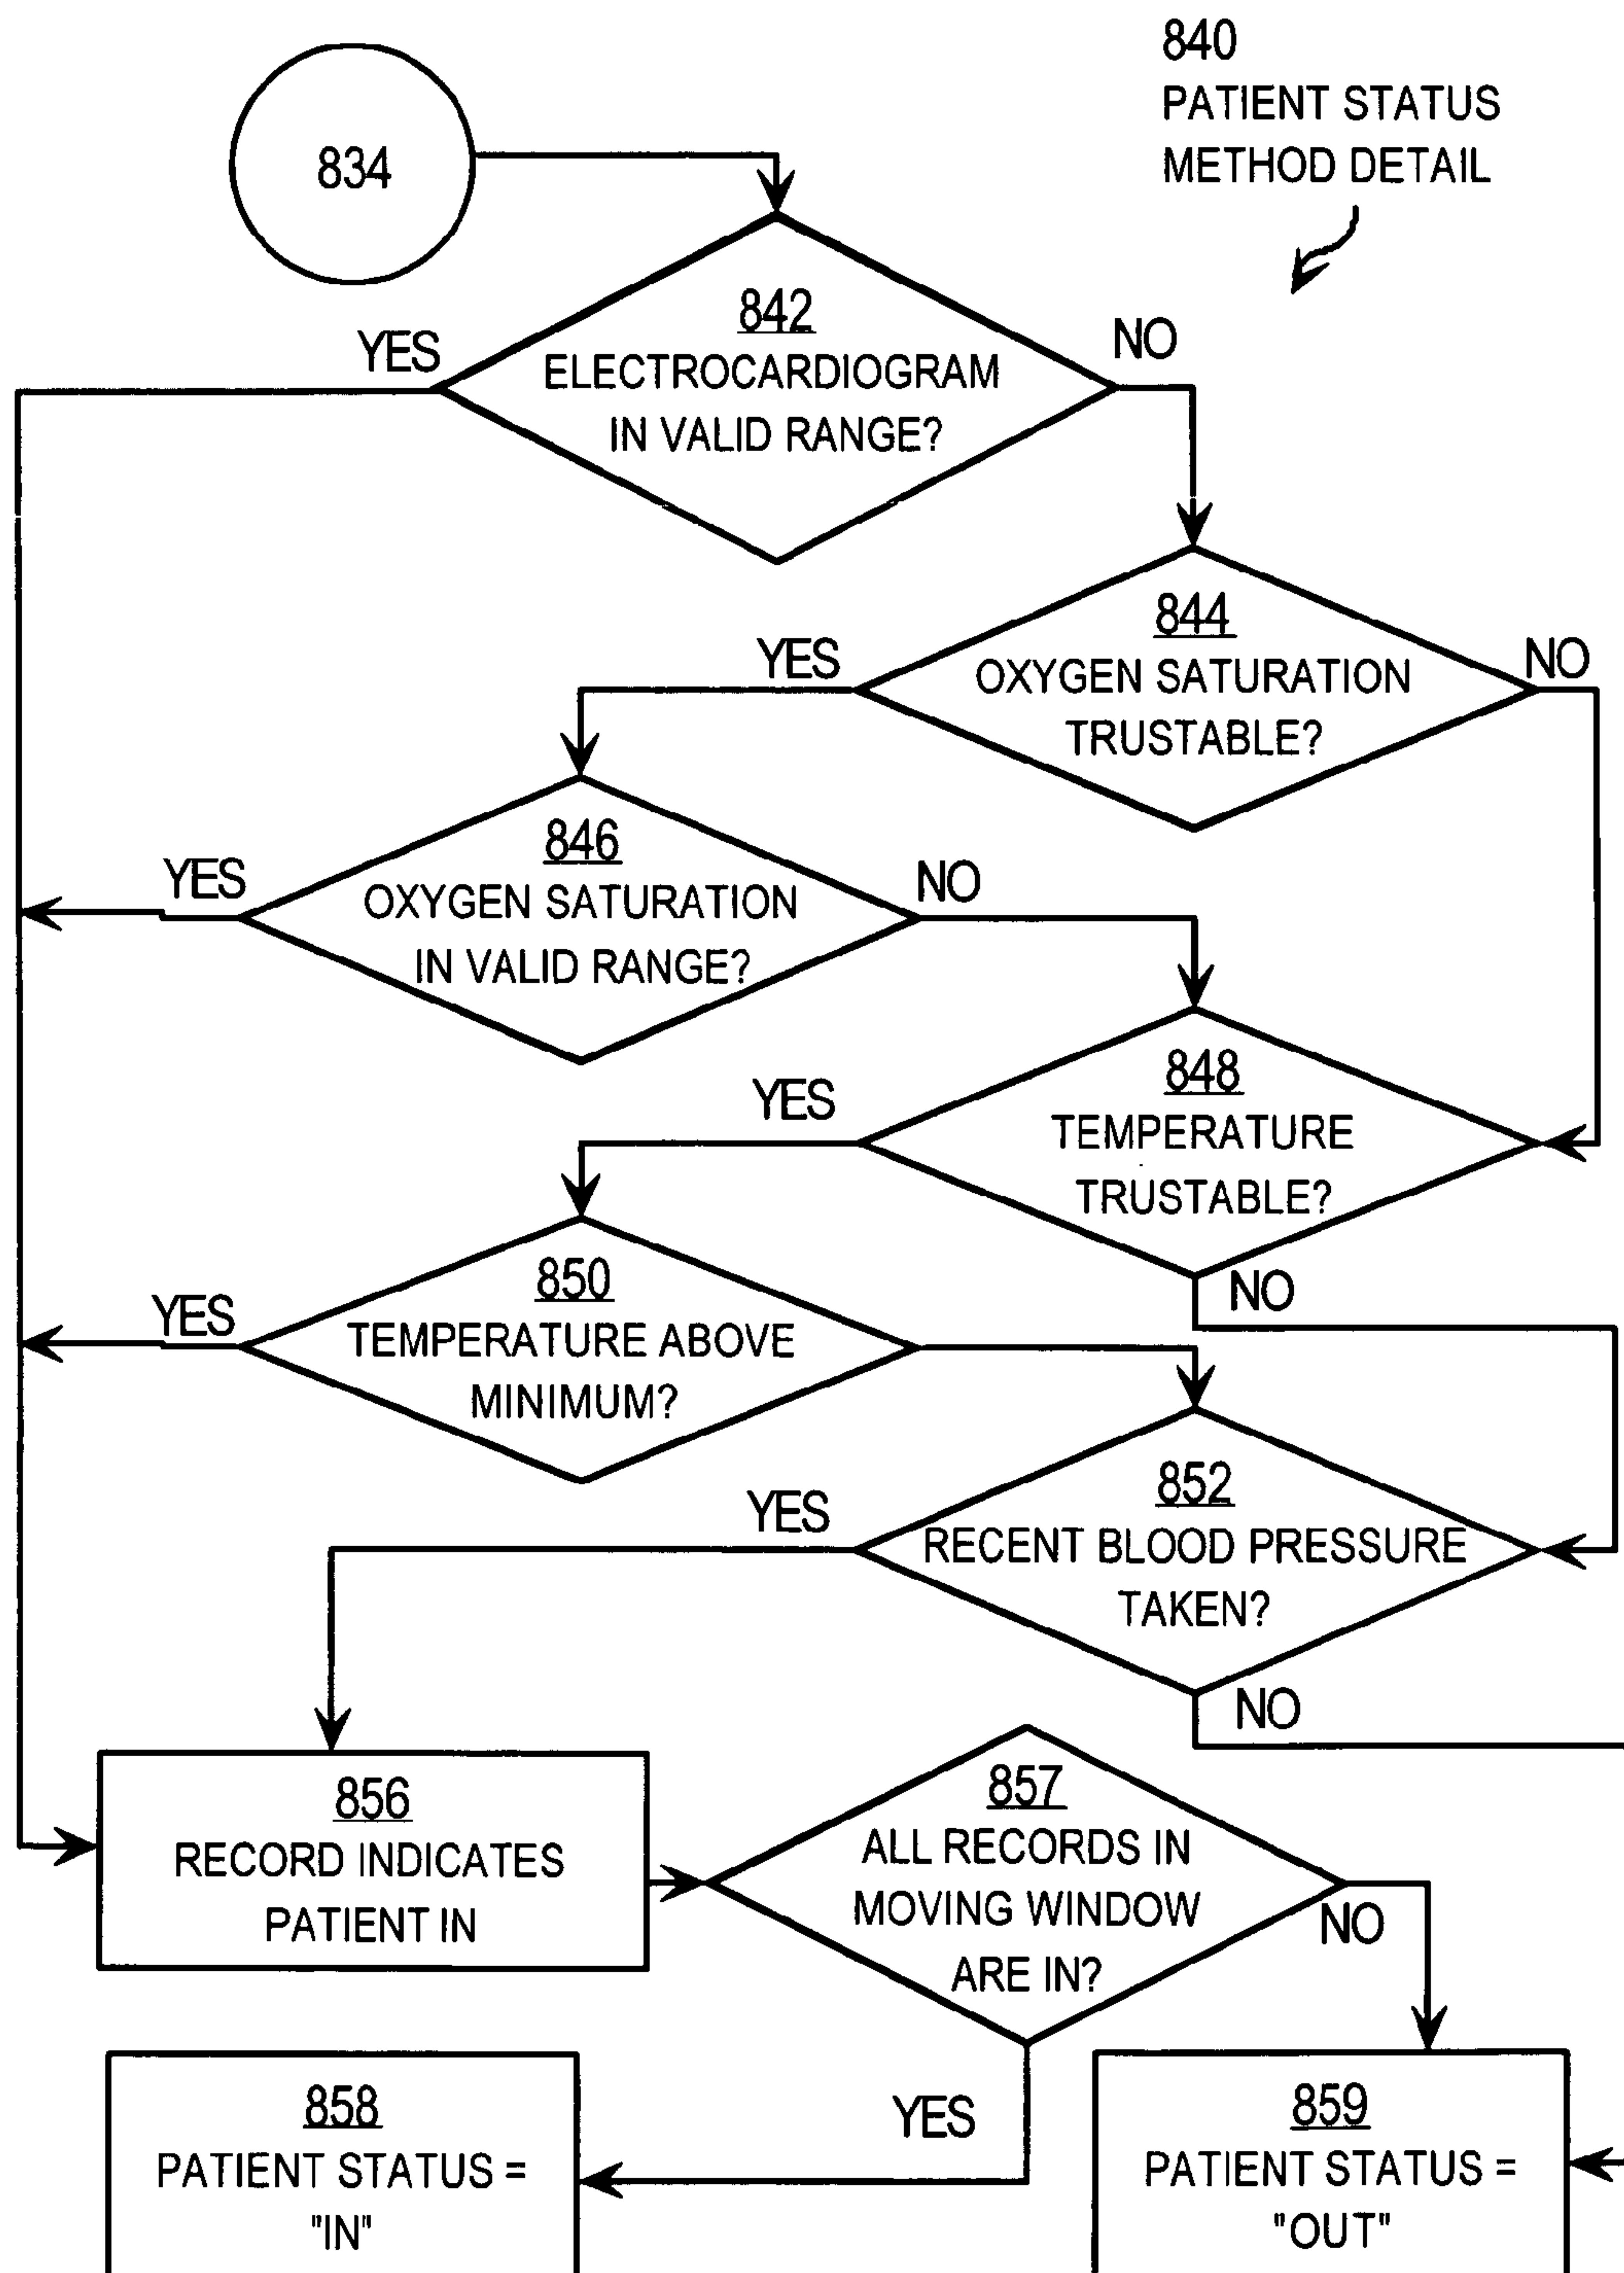 840
PATIENT STATUS
METHOD DETAIL
834
842
ELECTROCARDIOGRAM
IN VALID RANGE?
YES
NO
844
OXYGEN SATURATION
TRUSTABLE?
YES
NO
846
OXYGEN SATURATION
IN VALID RANGE?
YES
NO
848
TEMPERATURE
TRUSTABLE?
YES
NO
850
TEMPERATURE ABOVE
MINIMUM?
YES
852
RECENT BLOOD PRESSURE
TAKEN?
YES
NO
856
RECORD INDICATES
PATIENT IN
857
ALL RECORDS IN
MOVING WINDOW
ARE IN?
NO
YES
858
PATIENT STATUS =
"IN"
859
PATIENT STATUS =
"OUT"